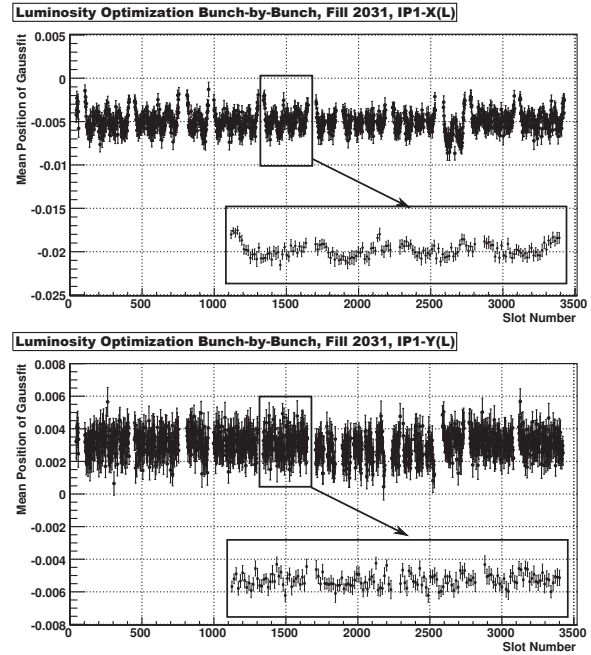 Luminosity Optimization Bunch-by-Bunch, Fill 2031, IP1-X(L)
Mean Position of Gaussfit
0.005
0
-0.005
-0.01
-0.015
-0.02
-0.025
0 500 1000 1500 2000 2500 3000 3500
Slot Number
Luminosity Optimization Bunch-by-Bunch, Fill 2031, IP1-Y(L)
Mean Position of Gaussfit
0.008
0.006
0.004
0.002
0
-0.002
-0.004
-0.006
-0.008
0 500 1000 1500 2000 2500 3000 3500
Slot Number